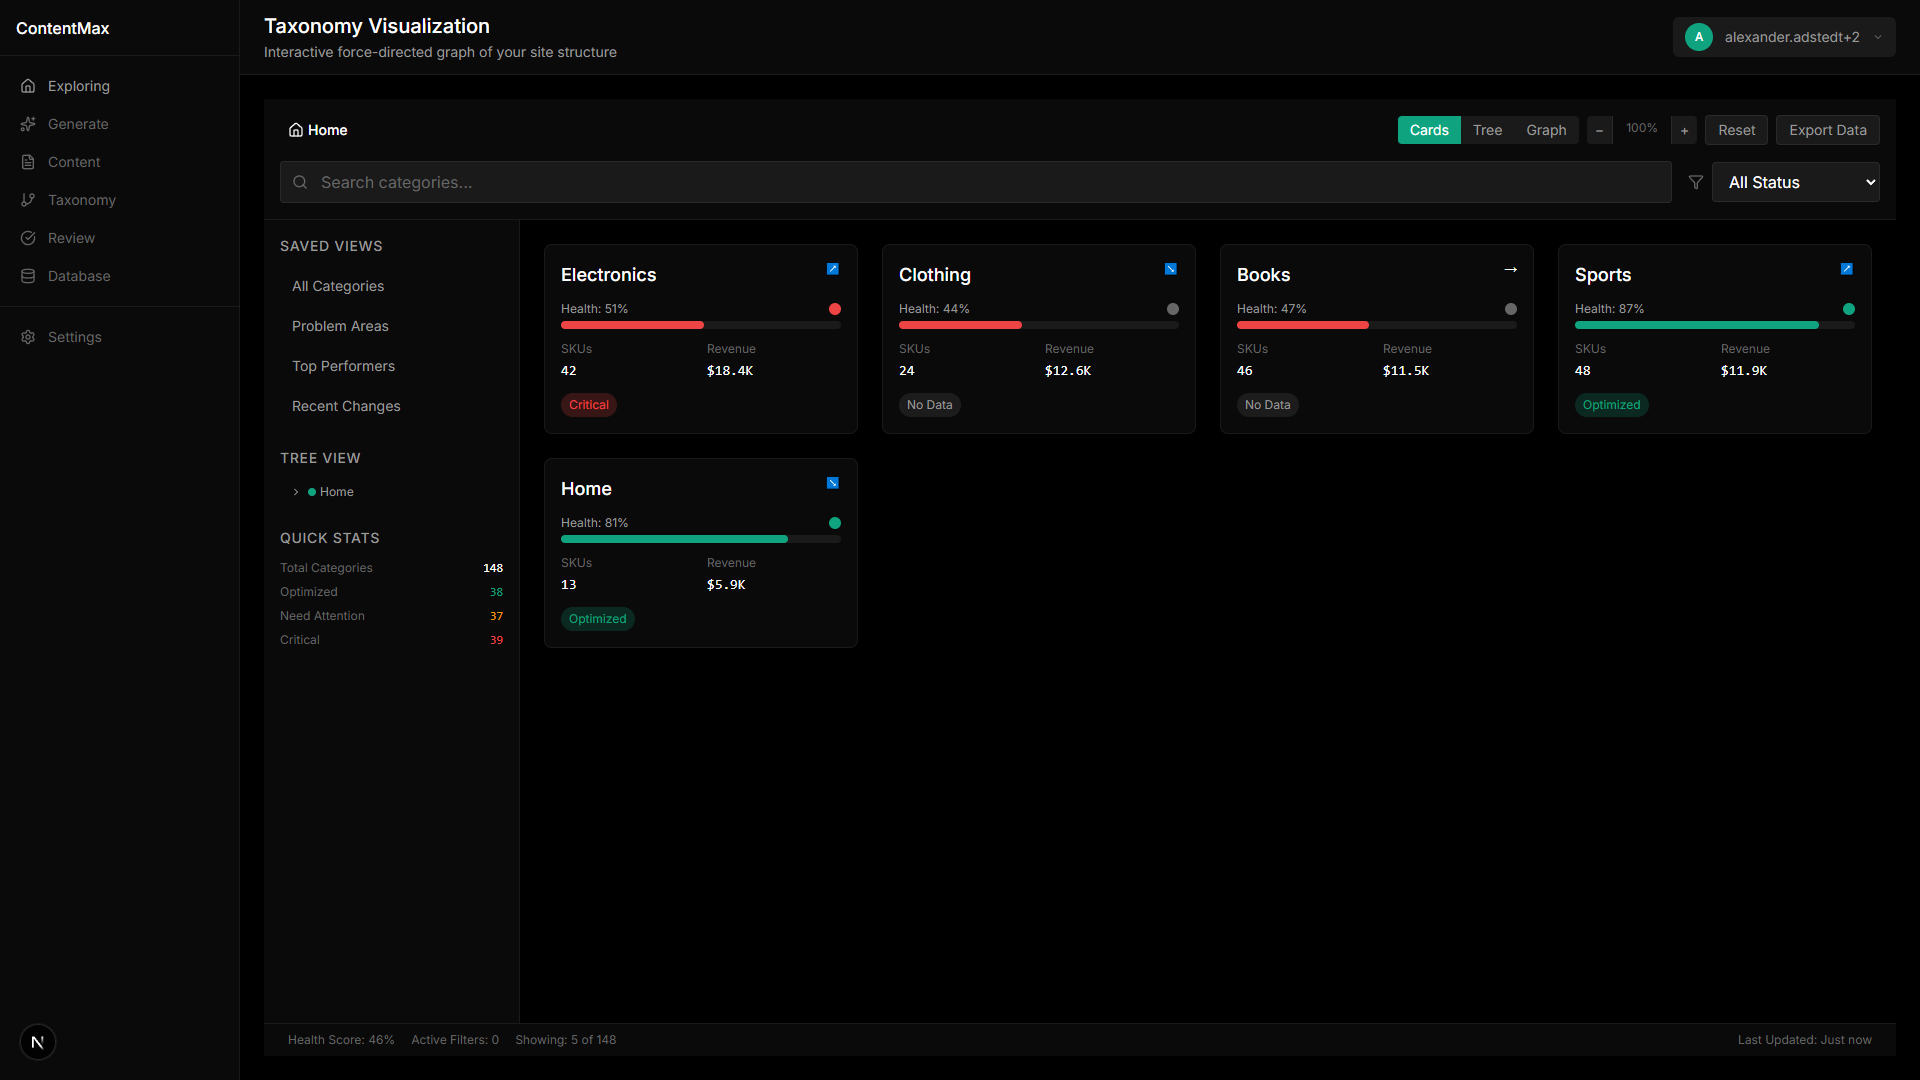 ContentMax
Exploring
Generate
Content
Taxonomy
Review
Database
Settings
N
Taxonomy Visualization
Interactive force-directed graph of your site structure
A alexander.adstedt+2
Home
Cards Tree Graph − 100% + Reset Export Data
Search categories...
All Status
SAVED VIEWS
All Categories
Problem Areas
Top Performers
Recent Changes
TREE VIEW
Home
QUICK STATS
Total Categories 148
Optimized 38
Need Attention 37
Critical 39
Electronics ↗
Health: 51%
SKUs Revenue
42 $18.4K
Critical
Clothing ↘
Health: 44%
SKUs Revenue
24 $12.6K
No Data
Books →
Health: 47%
SKUs Revenue
46 $11.5K
No Data
Sports ↗
Health: 87%
SKUs Revenue
48 $11.9K
Optimized
Home ↘
Health: 81%
SKUs Revenue
13 $5.9K
Optimized
Health Score: 46% Active Filters: 0 Showing: 5 of 148
Last Updated: Just now